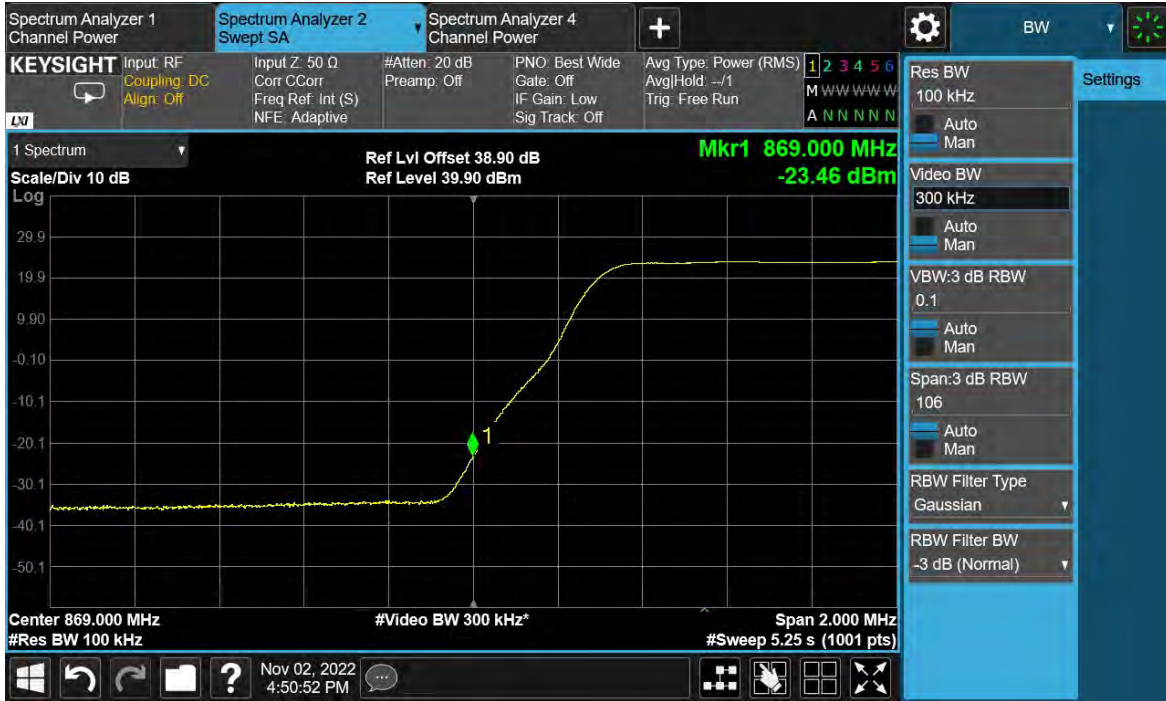 Spectrum Analyzer 1
Channel Power
Spectrum Analyzer 2
Swept SA
Spectrum Analyzer 4
Channel Power
BW
KEYSIGHT
Input: RF
Coupling: DC
Align: Off
Input Z: 50 Ω
Corr CCorr
Freq Ref: Int (S)
NFE: Adaptive
#Atten: 20 dB
Preamp: Off
PNO: Best Wide
Gate: Off
IF Gain: Low
Sig Track: Off
Avg Type: Power (RMS)
Avg|Hold: --/1
Trig: Free Run
1 2 3 4 5 6
M W W W W W
A N N N N N
LXI
1 Spectrum
Scale/Div 10 dB
Ref Lvl Offset 38.90 dB
Ref Level 39.90 dBm
Mkr1 869.000 MHz
-23.46 dBm
Log
29.9
19.9
9.90
-0.10
-10.1
-20.1
-30.1
-40.1
-50.1
1
Center 869.000 MHz
#Res BW 100 kHz
#Video BW 300 kHz*
Span 2.000 MHz
#Sweep 5.25 s (1001 pts)
Res BW
100 kHz
Auto
Man
Video BW
300 kHz
Auto
Man
VBW:3 dB RBW
0.1
Auto
Man
Span:3 dB RBW
106
Auto
Man
RBW Filter Type
Gaussian
RBW Filter BW
-3 dB (Normal)
Settings
?
Nov 02, 2022
4:50:52 PM